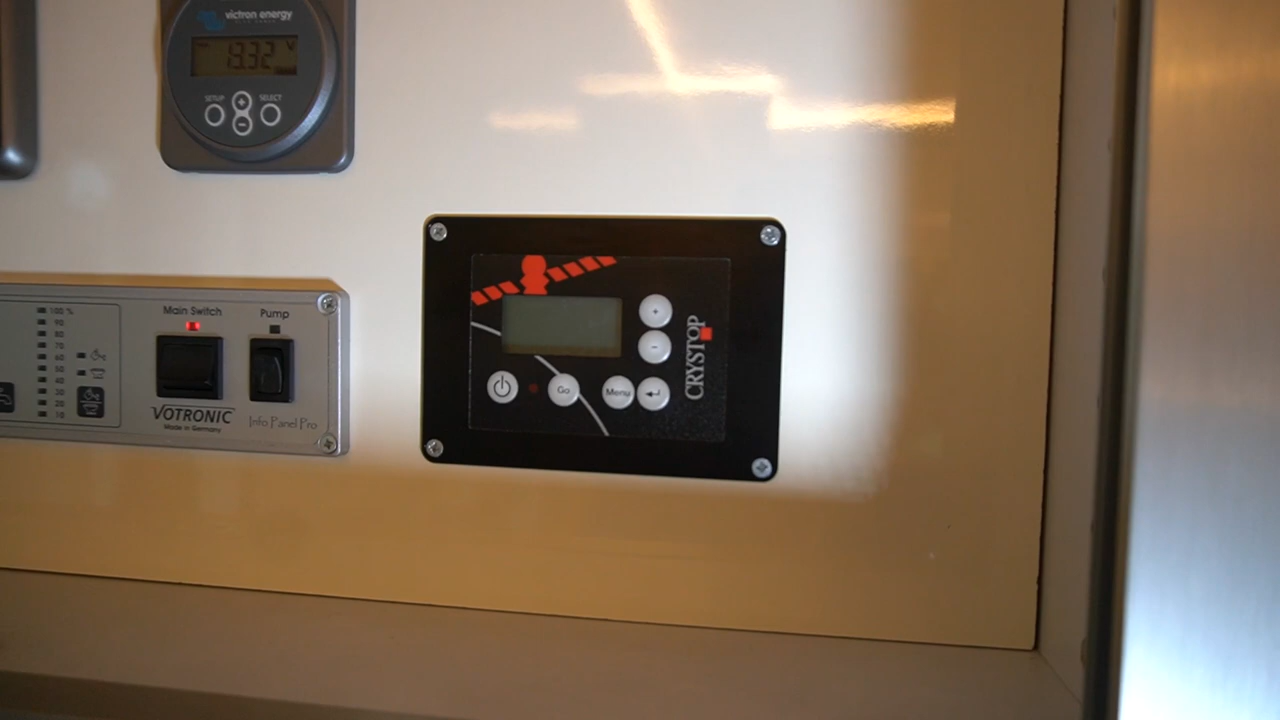 victron energy
13.32 V
SETUP
SELECT
+
-
100 %
90
80
70
60
50
40
30
20
10
Main Switch
Pump
VOTRONIC
Made in Germany
Info Panel Pro
+
-
Go
Menu
CRYSTOP